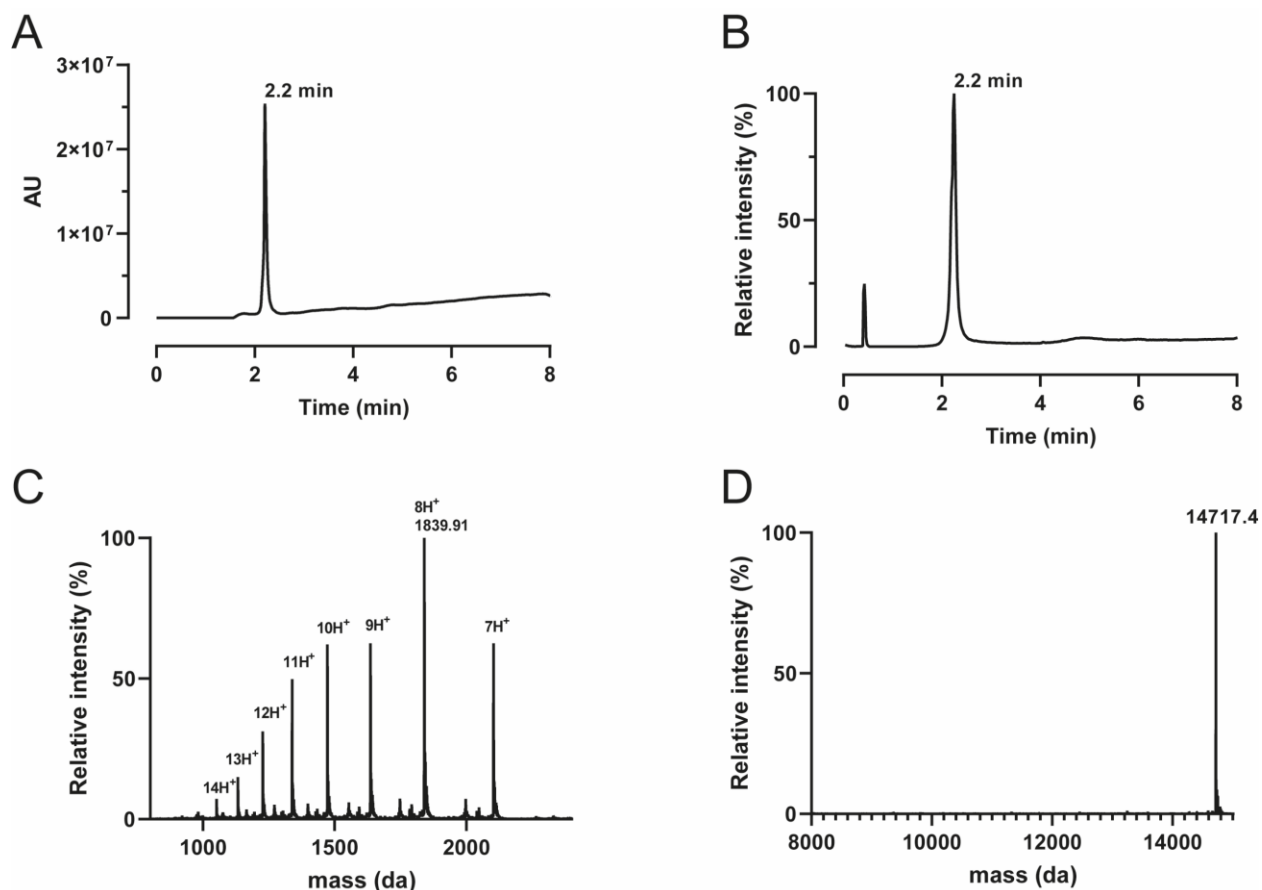 A
3×10⁷
2×10⁷
1×10⁷
0
AU
2.2 min
0 2 4 6 8
Time (min)
B
100
50
0
Relative intensity (%)
2.2 min
0 2 4 6 8
Time (min)
C
100
50
0
Relative intensity (%)
14H⁺
13H⁺
12H⁺
11H⁺
10H⁺
9H⁺
8H⁺
1839.91
7H⁺
1000 1500 2000
mass (da)
D
14717.4
100
50
0
Relative intensity (%)
8000 10000 12000 14000
mass (da)